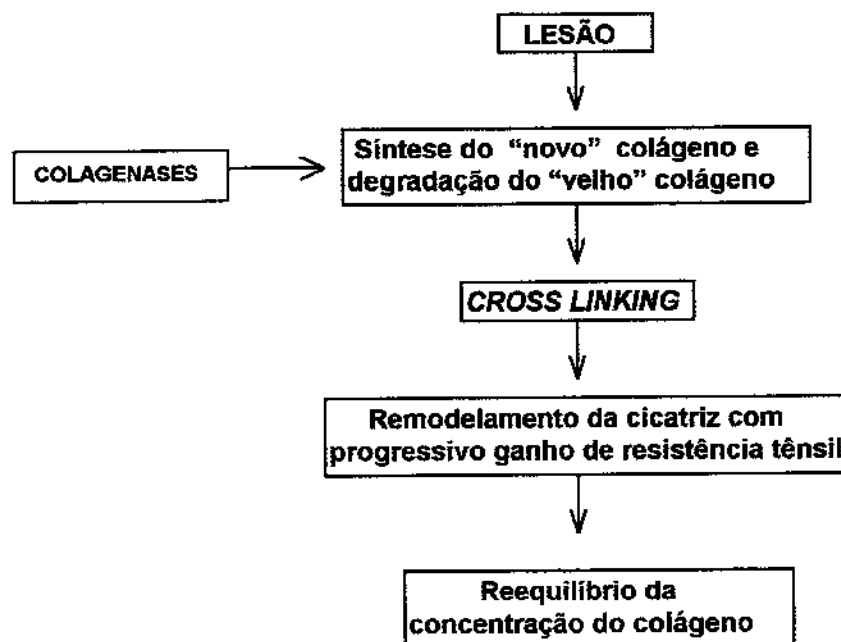 LESÃO
COLAGENASES
Síntese do “novo” colágeno e
degradação do “velho” colágeno
CROSS LINKING
Remodelamento da cicatriz com
progressivo ganho de resistência tênsil
Reequilíbrio da
concentração do colágeno